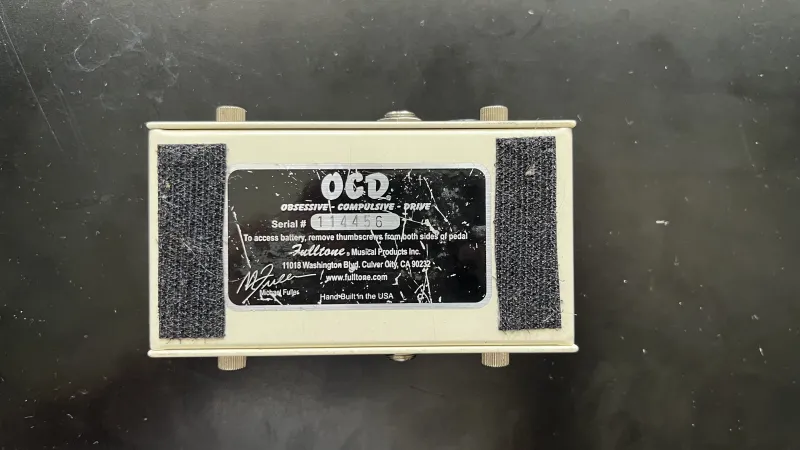 OCD®
OBSESSIVE - COMPULSIVE - DRIVE
Serial # 114456
To access battery, remove thumbscrews from both sides of pedal
Fulltone® Musical Products Inc.
11018 Washington Blvd. Culver City, CA 90232
www.fulltone.com
M Fuller
Michael Fuller
Hand Built in the USA